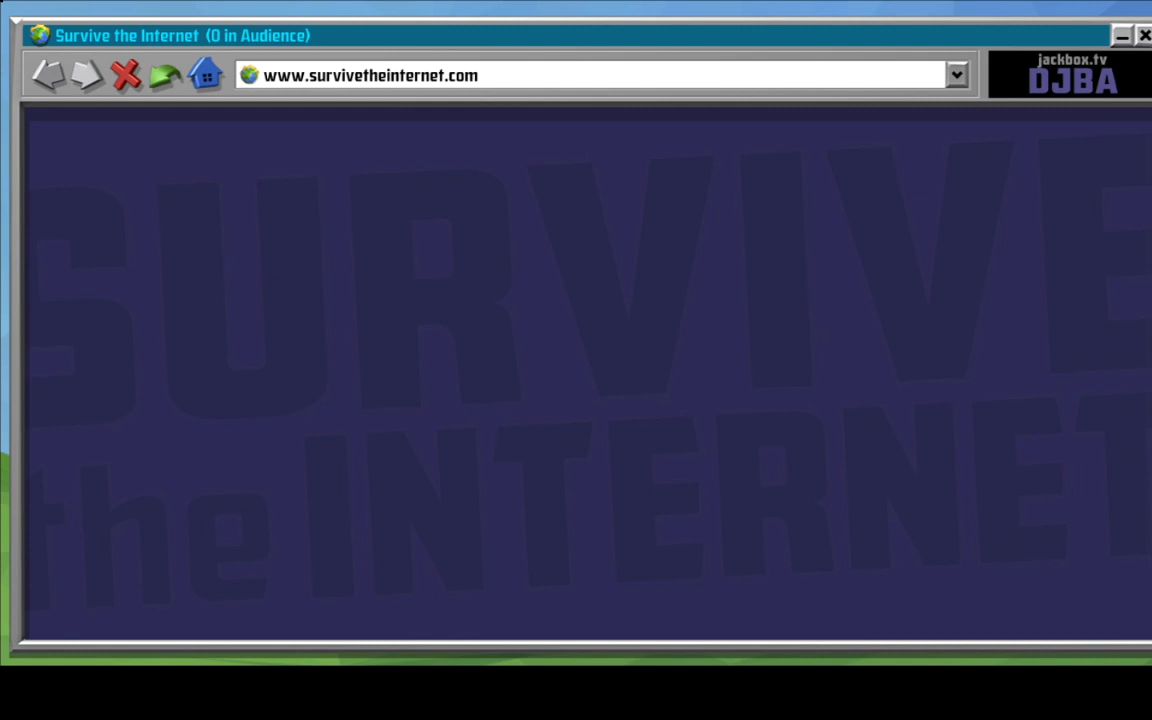 Survive the Internet (0 in Audience)
www.survivetheinternet.com
jackbox.tv
DJBA
SURVIVE
the INTERNET